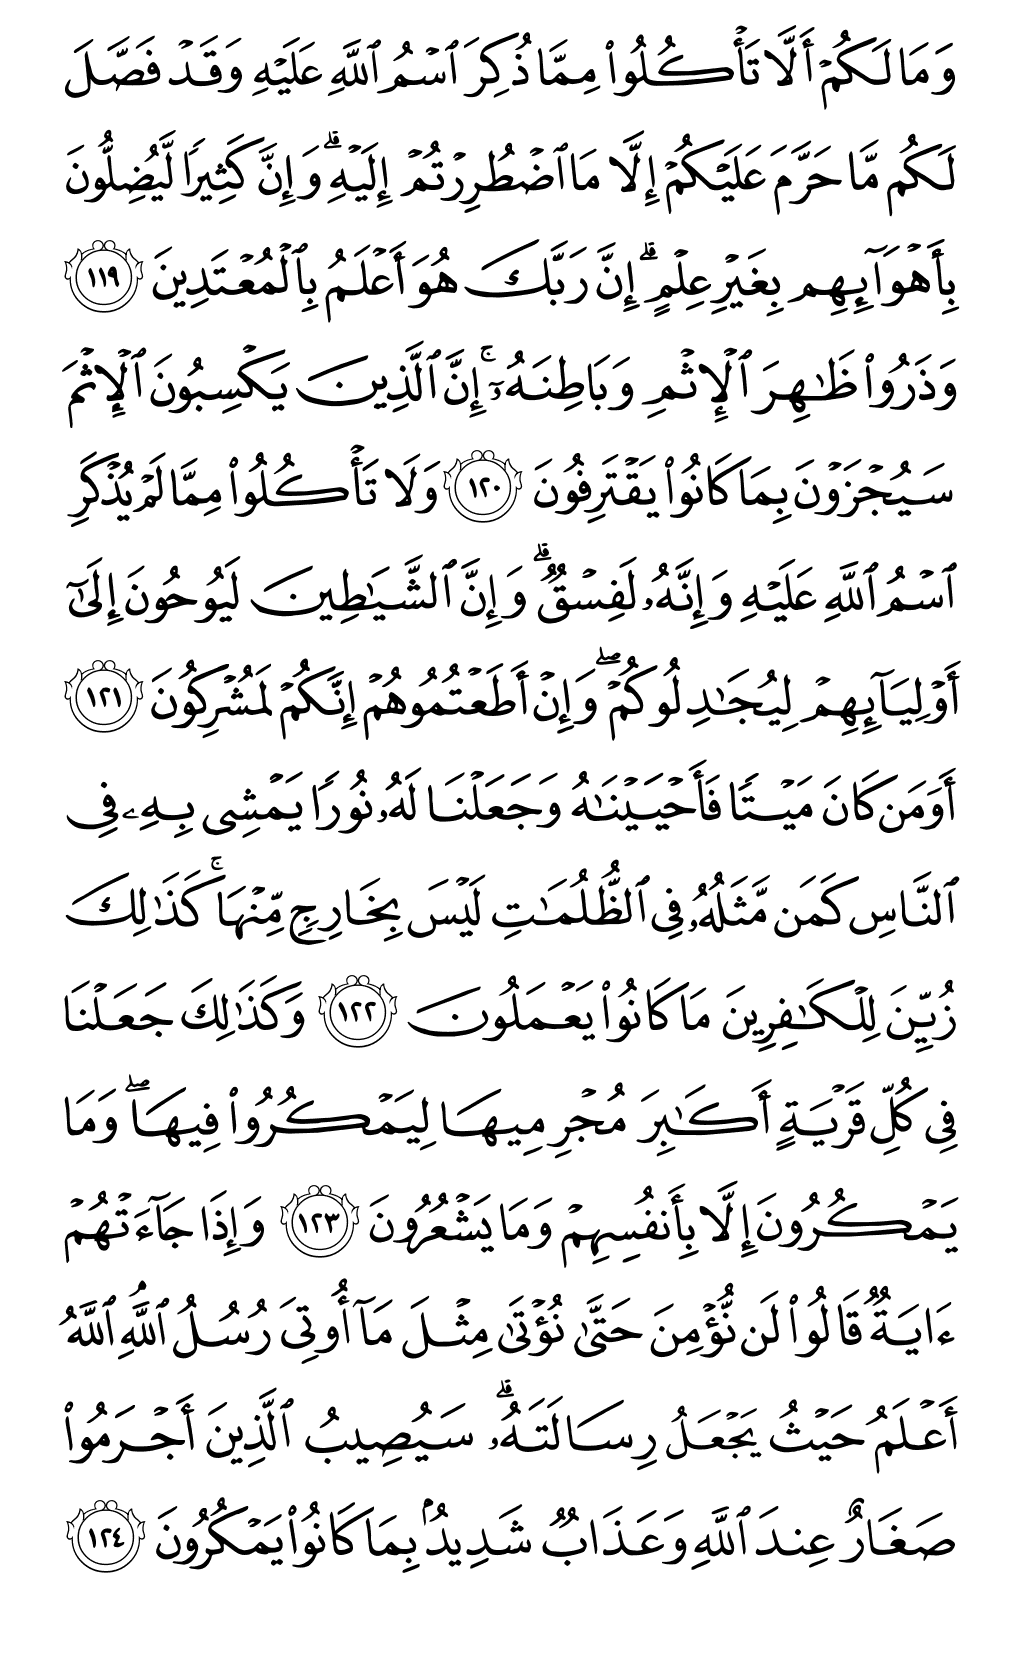 وَمَا لَكُمْ أَلَّا تَأْكُلُوا۟ مِمَّا ذُكِرَ ٱسْمُ ٱللَّهِ عَلَيْهِ وَقَدْ فَصَّلَ
لَكُم مَّا حَرَّمَ عَلَيْكُمْ إِلَّا مَا ٱضْطُرِرْتُمْ إِلَيْهِ ۗ وَإِنَّ كَثِيرًا لَّيُضِلُّونَ
بِأَهْوَآئِهِم بِغَيْرِ عِلْمٍ ۗ إِنَّ رَبَّكَ هُوَ أَعْلَمُ بِٱلْمُعْتَدِينَ ١١٩
وَذَرُوا۟ ظَـٰهِرَ ٱلْإِثْمِ وَبَاطِنَهُۥٓ ۚ إِنَّ ٱلَّذِينَ يَكْسِبُونَ ٱلْإِثْمَ
سَيُجْزَوْنَ بِمَا كَانُوا۟ يَقْتَرِفُونَ ١٢٠ وَلَا تَأْكُلُوا۟ مِمَّا لَمْ يُذْكَرِ
ٱسْمُ ٱللَّهِ عَلَيْهِ وَإِنَّهُۥ لَفِسْقٌ ۗ وَإِنَّ ٱلشَّيَـٰطِينَ لَيُوحُونَ إِلَىٰٓ
أَوْلِيَآئِهِمْ لِيُجَـٰدِلُوكُمْ ۖ وَإِنْ أَطَعْتُمُوهُمْ إِنَّكُمْ لَمُشْرِكُونَ ١٢١
أَوَمَن كَانَ مَيْتًا فَأَحْيَيْنَـٰهُ وَجَعَلْنَا لَهُۥ نُورًا يَمْشِى بِهِۦ فِى
ٱلنَّاسِ كَمَن مَّثَلُهُۥ فِى ٱلظُّلُمَـٰتِ لَيْسَ بِخَارِجٍ مِّنْهَا ۚ كَذَٰلِكَ
زُيِّنَ لِلْكَـٰفِرِينَ مَا كَانُوا۟ يَعْمَلُونَ ١٢٢ وَكَذَٰلِكَ جَعَلْنَا
فِى كُلِّ قَرْيَةٍ أَكَـٰبِرَ مُجْرِمِيهَا لِيَمْكُرُوا۟ فِيهَا ۖ وَمَا
يَمْكُرُونَ إِلَّا بِأَنفُسِهِمْ وَمَا يَشْعُرُونَ ١٢٣ وَإِذَا جَآءَتْهُمْ
ءَايَةٌ قَالُوا۟ لَن نُّؤْمِنَ حَتَّىٰ نُؤْتَىٰ مِثْلَ مَآ أُوتِىَ رُسُلُ ٱللَّهِ ۘ ٱللَّهُ
أَعْلَمُ حَيْثُ يَجْعَلُ رِسَالَتَهُۥ ۗ سَيُصِيبُ ٱلَّذِينَ أَجْرَمُوا۟
صَغَارٌ عِندَ ٱللَّهِ وَعَذَابٌ شَدِيدٌۢ بِمَا كَانُوا۟ يَمْكُرُونَ ١٢٤